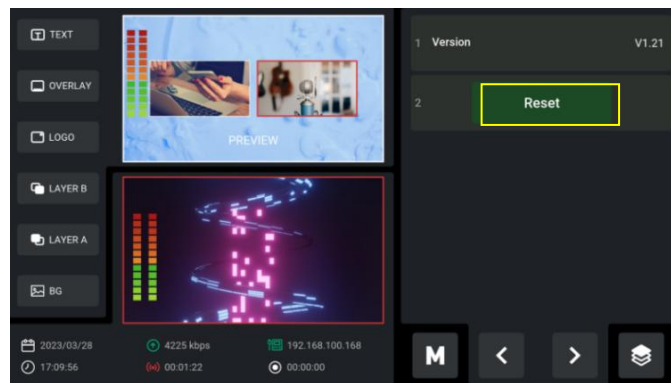 TEXT
OVERLAY
LOGO
LAYER B
LAYER A
BG
PREVIEW
2023/03/28
17:09:56
4225 kbps
00:01:22
192.168.100.168
00:00:00
1 Version V1.21
2 Reset
M